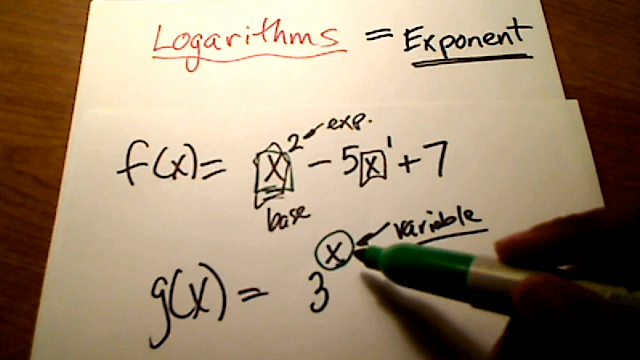 Logarithms = Exponent
exp.
f(x) = x² - 5x¹ + 7
base
variable
g(x) = 3ˣ